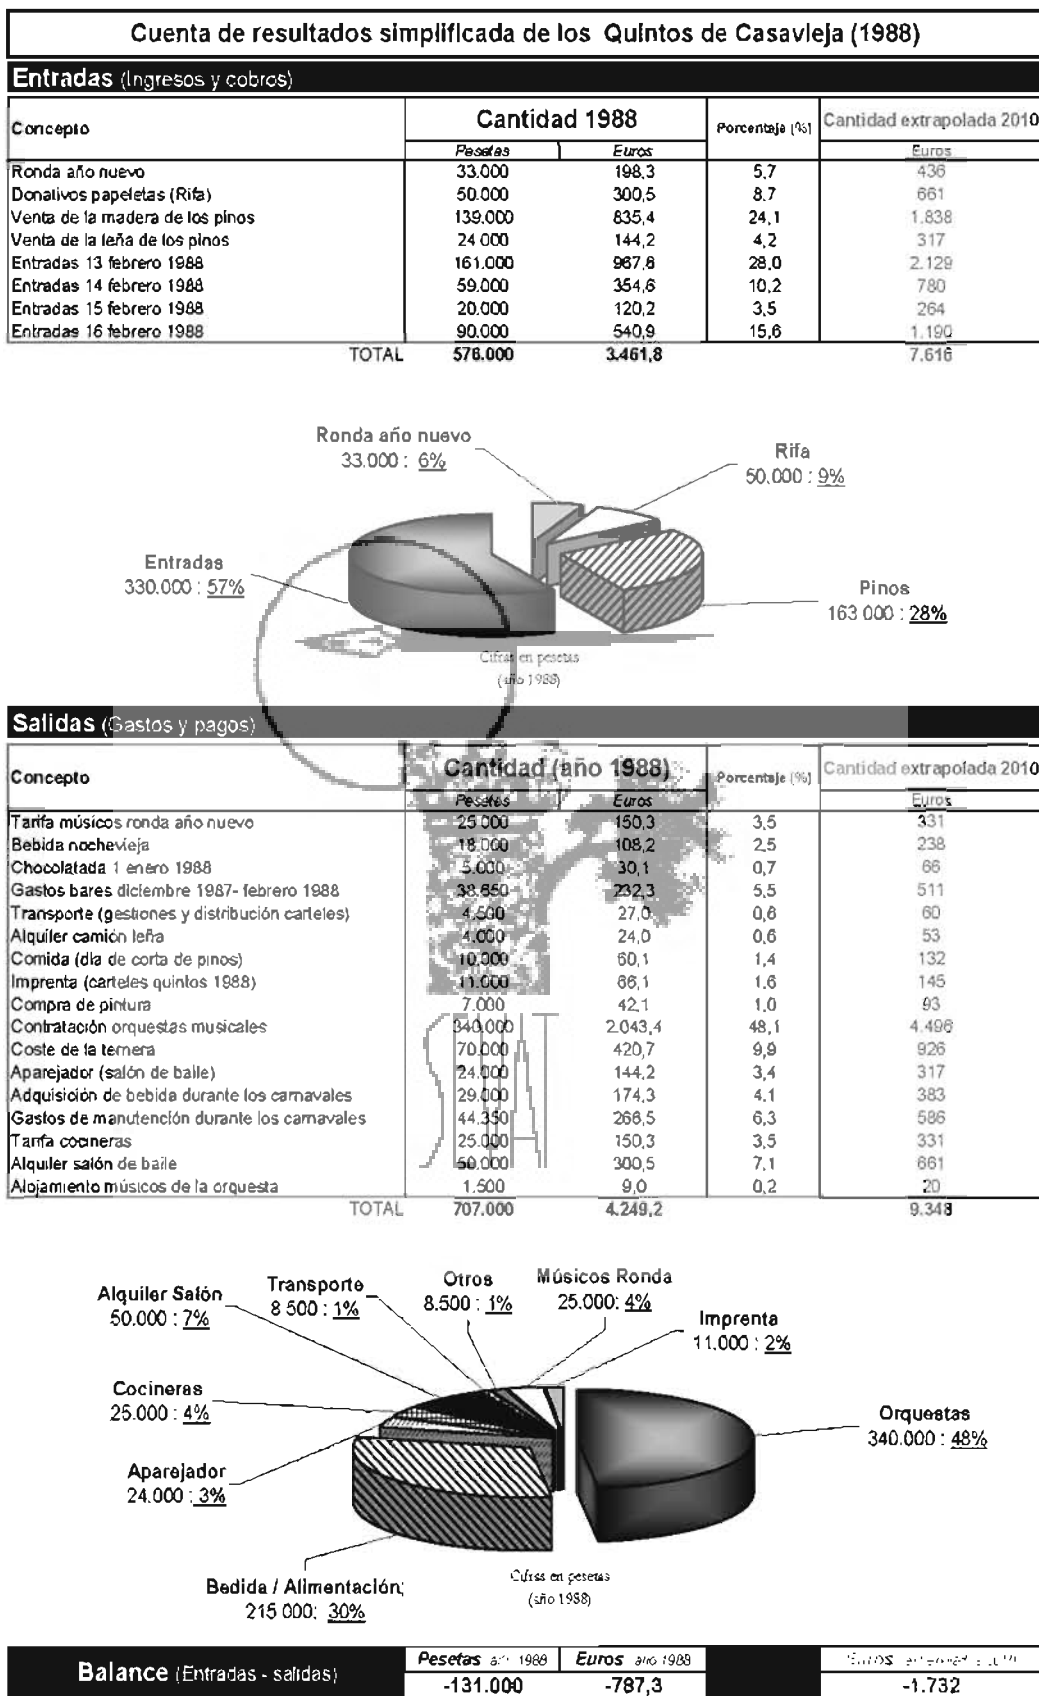 Cuenta de resultados simplificada de los Quintos de Casavieja (1988)
Entradas (Ingresos y cobros)
Concepto Cantidad 1988 Porcentaje (%) Cantidad extrapolada 2010
Pesetas Euros Euros
Ronda año nuevo 33.000 198,3 5,7 436
Donativos papeletas (Rifa) 50.000 300,5 8,7 661
Venta de la madera de los pinos 139.000 835,4 24,1 1.838
Venta de la leña de los pinos 24.000 144,2 4,2 317
Entradas 13 febrero 1988 161.000 967,6 28,0 2.129
Entradas 14 febrero 1988 59.000 354,6 10,2 780
Entradas 15 febrero 1988 20.000 120,2 3,5 264
Entradas 16 febrero 1988 90.000 540,9 15,6 1.190
TOTAL 576.000 3.461,8 7.616
Ronda año nuevo
33.000 : 6%
Rifa
50.000 : 9%
Entradas
330.000 : 57%
Pinos
163.000 : 28%
Cifras en pesetas
(año 1988)
Salidas (Gastos y pagos)
Concepto Cantidad (año 1988) Porcentaje (%) Cantidad extrapolada 2010
Pesetas Euros Euros
Tarifa músicos ronda año nuevo 25.000 150,3 3,5 331
Bebida nochevieja 18.000 108,2 2,5 238
Chocolatada 1 enero 1988 5.000 30,1 0,7 66
Gastos bares diciembre 1987- febrero 1988 38.650 232,3 5,5 511
Transporte (gestiones y distribución carteles) 4.500 27,0 0,6 60
Alquiler camión leña 4.000 24,0 0,6 53
Comida (día de corta de pinos) 10.000 60,1 1,4 132
Imprenta (carteles quintos 1988) 11.000 66,1 1,6 145
Compra de pintura 7.000 42,1 1,0 93
Contratación orquestas musicales 340.000 2.043,4 48,1 4.496
Coste de la ternera 70.000 420,7 9,9 926
Aparejador (salón de baile) 24.000 144,2 3,4 317
Adquisición de bebida durante los carnavales 29.000 174,3 4,1 383
Gastos de manutención durante los carnavales 44.350 266,5 6,3 586
Tarifa cocineras 25.000 150,3 3,5 331
Alquiler salón de baile 50.000 300,5 7,1 661
Alojamiento músicos de la orquesta 1.500 9,0 0,2 20
TOTAL 707.000 4.249,2 9.348
Alquiler Salón
50.000 : 7%
Transporte
8.500 : 1%
Otros
8.500 : 1%
Músicos Ronda
25.000: 4%
Imprenta
11.000 : 2%
Cocineras
25.000 : 4%
Orquestas
340.000 : 48%
Aparejador
24.000 : 3%
Bedida / Alimentación;
215.000; 30%
Cifras en pesetas
(año 1988)
Balance (Entradas - salidas) Pesetas año 1988 Euros año 1988 Euros
-131.000 -787,3 -1.732